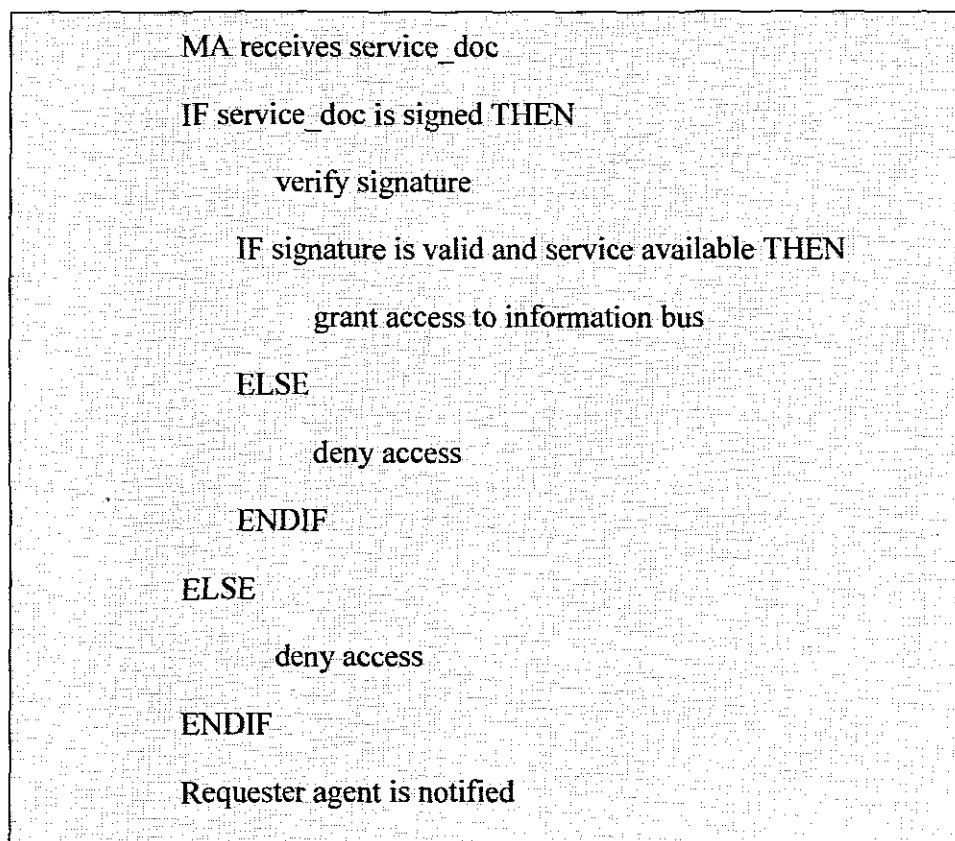 MA receives service_doc
IF service_doc is signed THEN
verify signature
IF signature is valid and service available THEN
grant access to information bus
ELSE
deny access
ENDIF
ELSE
deny access
ENDIF
Requester agent is notified